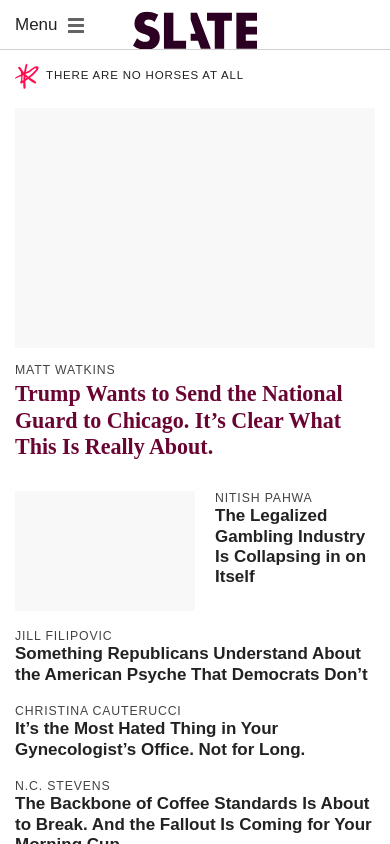 Menu
SLATE
THERE ARE NO HORSES AT ALL
MATT WATKINS
Trump Wants to Send the National
Guard to Chicago. It’s Clear What
This Is Really About.
NITISH PAHWA
The Legalized
Gambling Industry
Is Collapsing in on
Itself
JILL FILIPOVIC
Something Republicans Understand About
the American Psyche That Democrats Don’t
CHRISTINA CAUTERUCCI
It’s the Most Hated Thing in Your
Gynecologist’s Office. Not for Long.
N.C. STEVENS
The Backbone of Coffee Standards Is About
to Break. And the Fallout Is Coming for Your
Morning Cup